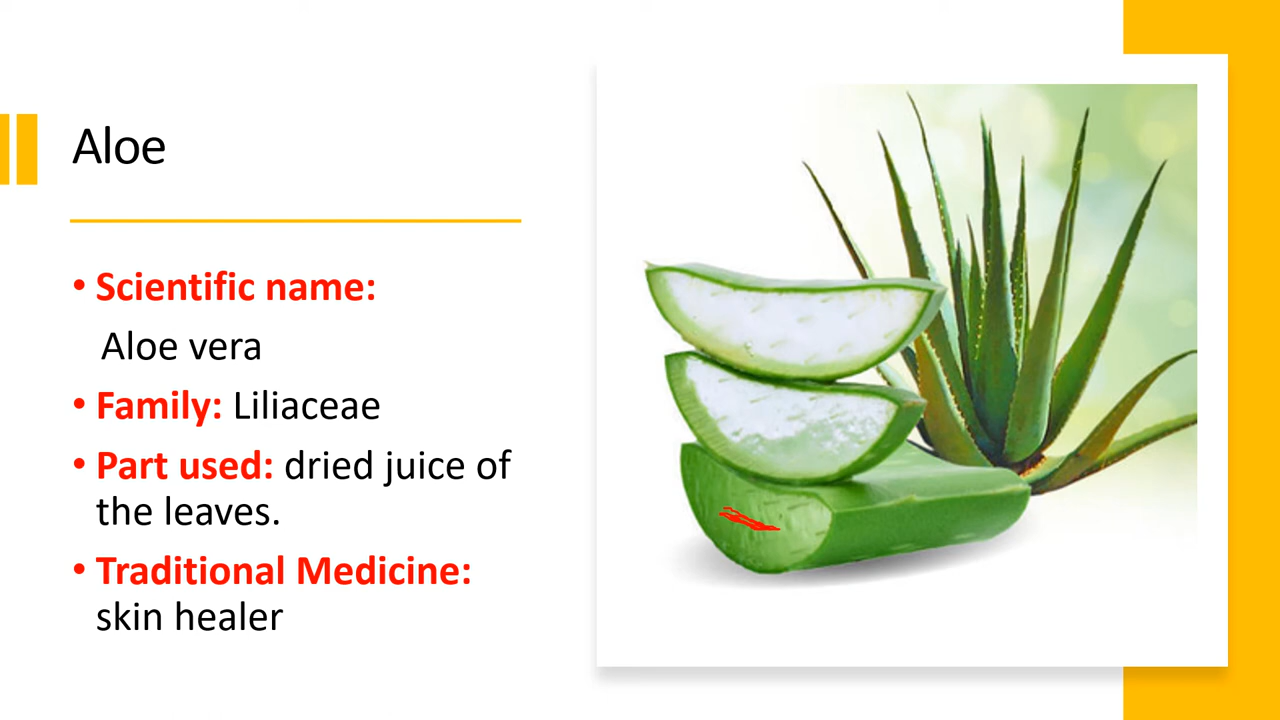 Aloe
• Scientific name:
Aloe vera
• Family: Liliaceae
• Part used: dried juice of
the leaves.
• Traditional Medicine:
skin healer